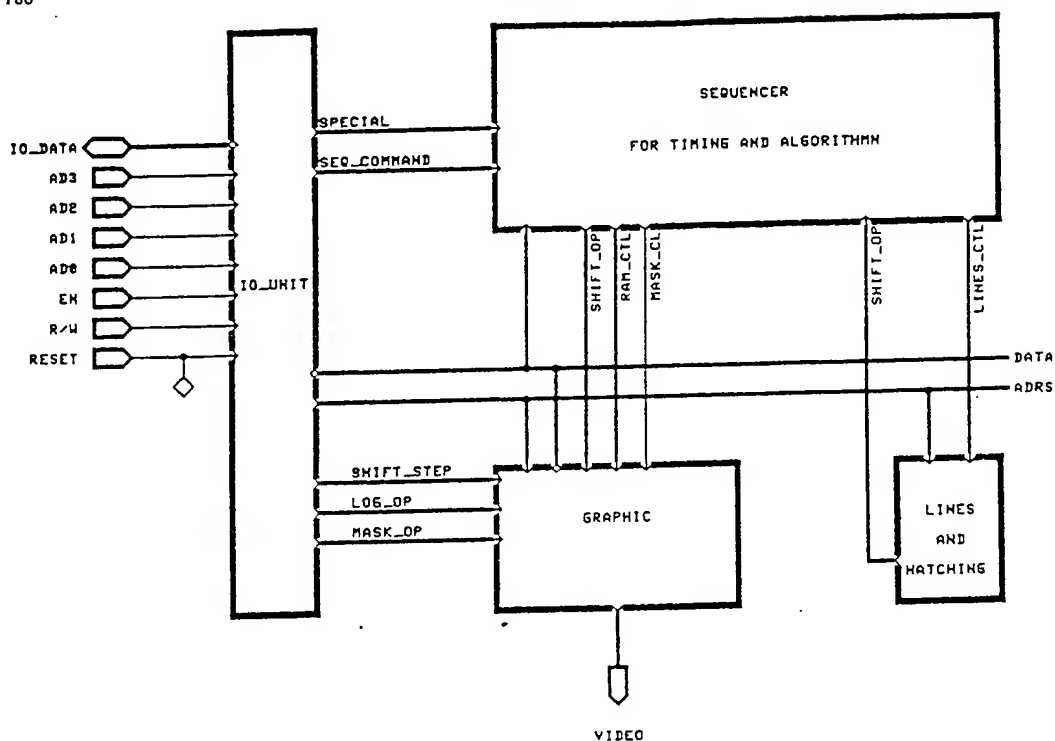 SEQUENCER
FOR TIMING AND ALGORITHMN
SPECIAL
SEQ_COMMAND
IO_DATA
AD3
AD2
AD1
AD0
EN
R/W
RESET
IO_UNIT
SHIFT_OP
RAM_CTL
MASK_CL
SHIFT_OP
LINES_CTL
DATA
ADRS
SHIFT_STEP
LOG_OP
MASK_OP
GRAPHIC
LINES
AND
HATCHING
VIDEO